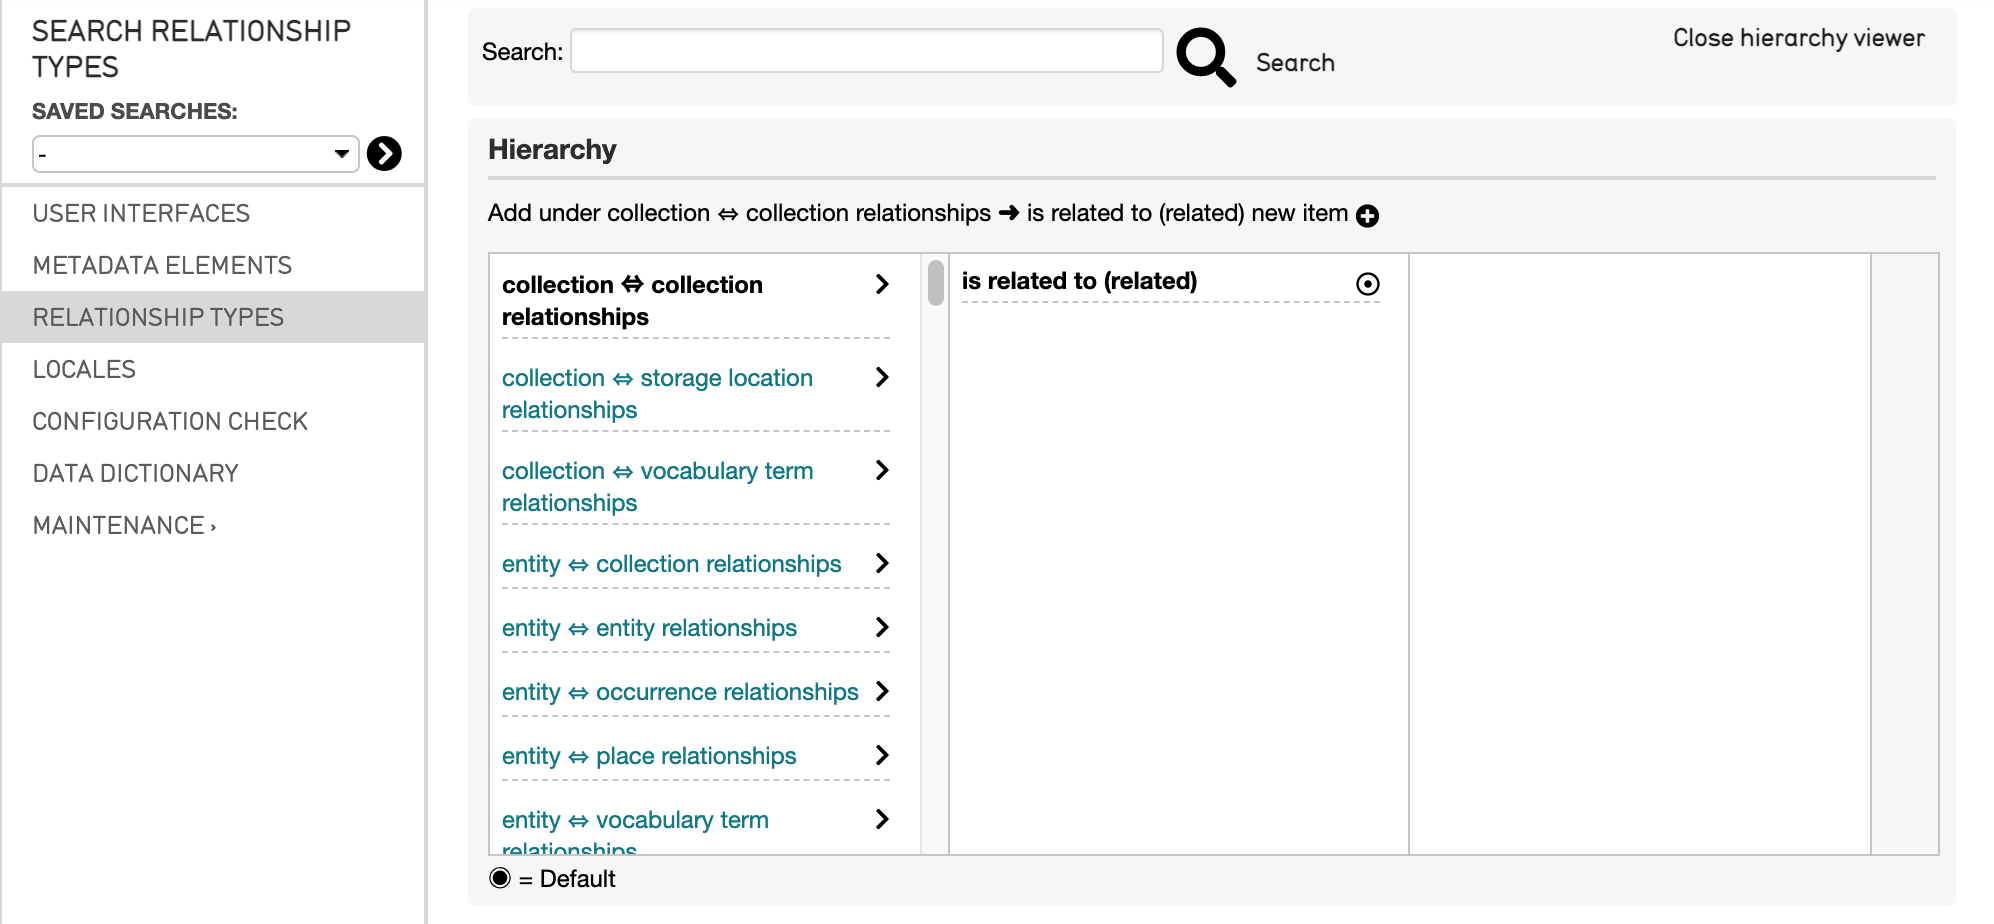 SEARCH RELATIONSHIP
TYPES
SAVED SEARCHES:
-
USER INTERFACES
METADATA ELEMENTS
RELATIONSHIP TYPES
LOCALES
CONFIGURATION CHECK
DATA DICTIONARY
MAINTENANCE ›
Search:
Search
Close hierarchy viewer
Hierarchy
Add under collection ⇔ collection relationships ➜ is related to (related) new item
collection ⇔ collection
relationships
collection ⇔ storage location
relationships
collection ⇔ vocabulary term
relationships
entity ⇔ collection relationships
entity ⇔ entity relationships
entity ⇔ occurrence relationships
entity ⇔ place relationships
entity ⇔ vocabulary term
relationships
is related to (related)
= Default